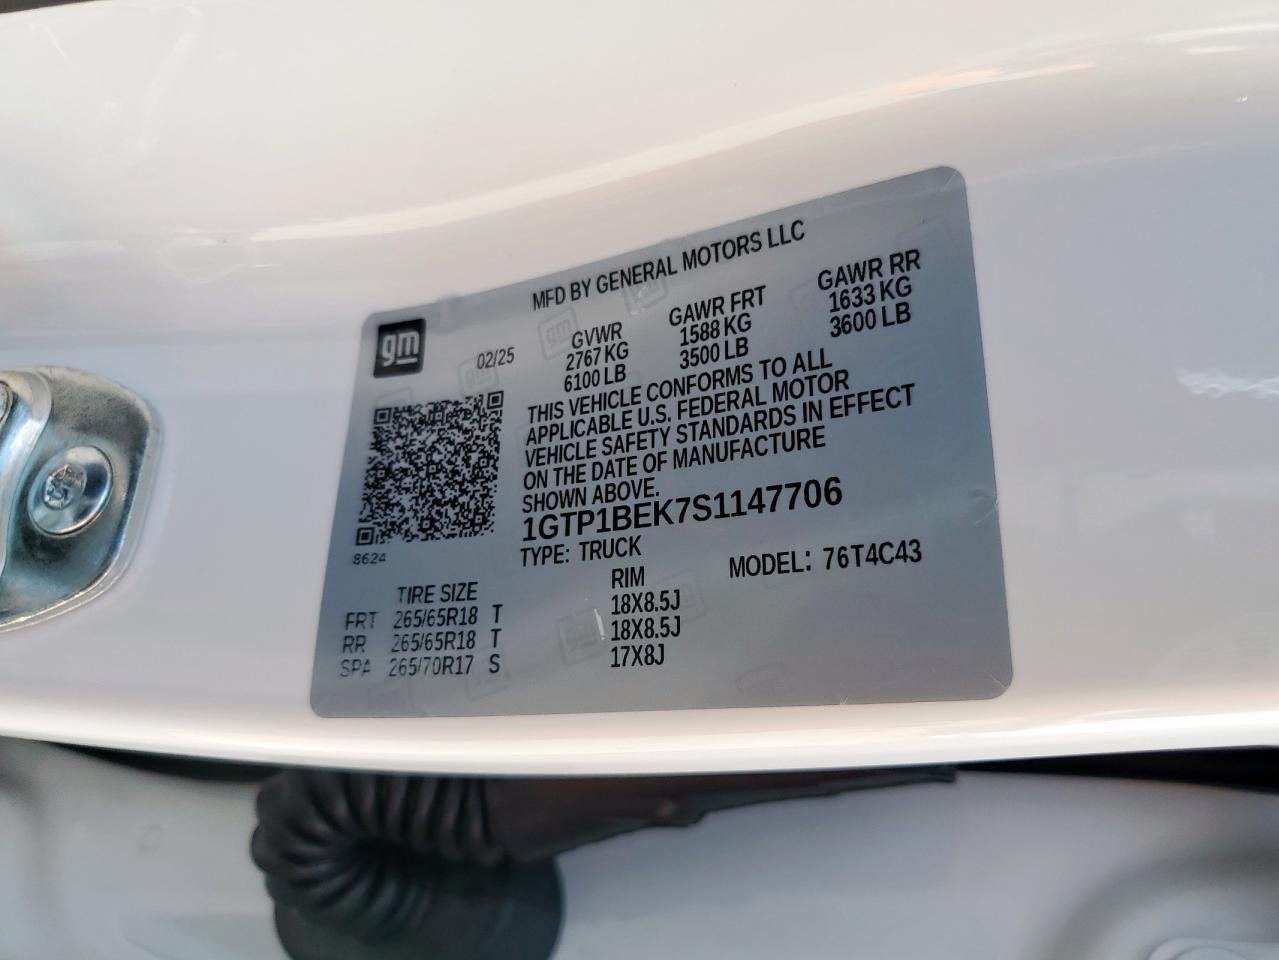 MFD BY GENERAL MOTORS LLC
gm
02/25
GVWR GAWR FRT GAWR RR
2767 KG 1588 KG 1633 KG
6100 LB 3500 LB 3600 LB
THIS VEHICLE CONFORMS TO ALL
APPLICABLE U.S. FEDERAL MOTOR
VEHICLE SAFETY STANDARDS IN EFFECT
ON THE DATE OF MANUFACTURE
SHOWN ABOVE.
1GTP1BEK7S1147706
8624
TYPE: TRUCK MODEL: 76T4C43
TIRE SIZE RIM
FRT 265/65R18 T 18X8.5J
RR 265/65R18 T 18X8.5J
SPA 265/70R17 S 17X8J